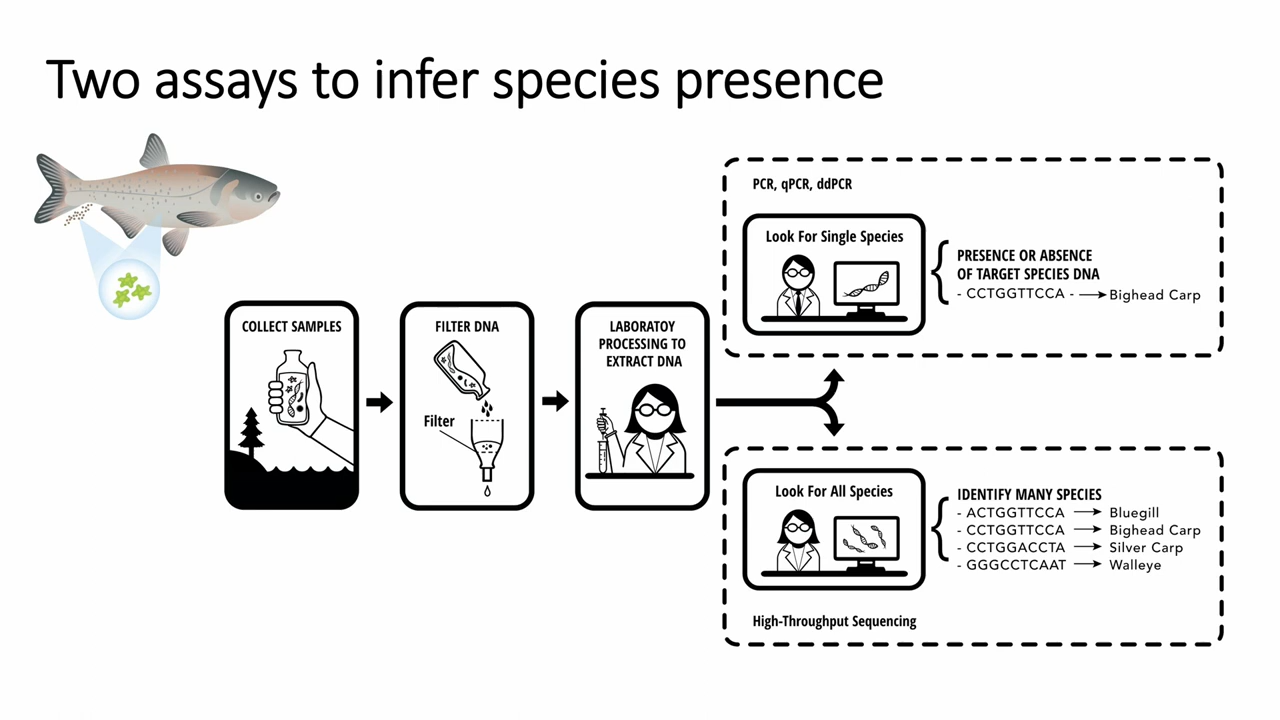 Two assays to infer species presence
COLLECT SAMPLES
FILTER DNA
Filter
LABORATOY
PROCESSING TO
EXTRACT DNA
PCR, qPCR, ddPCR
Look For Single Species
PRESENCE OR ABSENCE
OF TARGET SPECIES DNA
- CCTGGTTCCA - → Bighead Carp
Look For All Species
IDENTIFY MANY SPECIES
- ACTGGTTCCA → Bluegill
- CCTGGTTCCA → Bighead Carp
- CCTGGACCTA → Silver Carp
- GGGCCTCAAT → Walleye
High-Throughput Sequencing